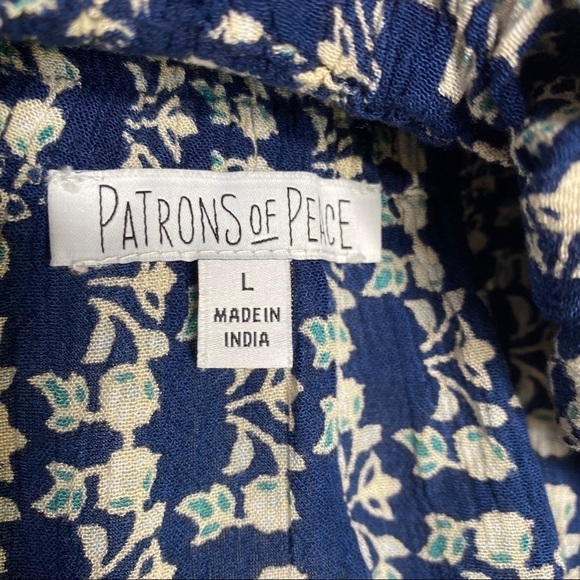 PATRONS OF PEACE
L
MADE IN
INDIA